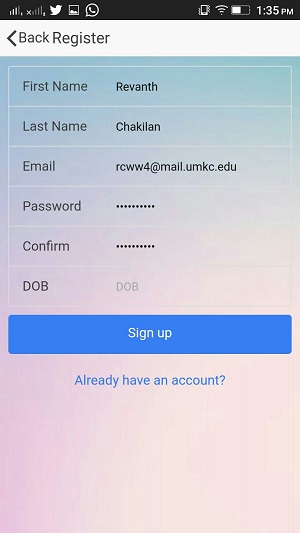 1:35 PM
Back Register
First Name Revanth
Last Name Chakilan
Email rcww4@mail.umkc.edu
Password ••••••••••
Confirm ••••••••••
DOB DOB
Sign up
Already have an account?